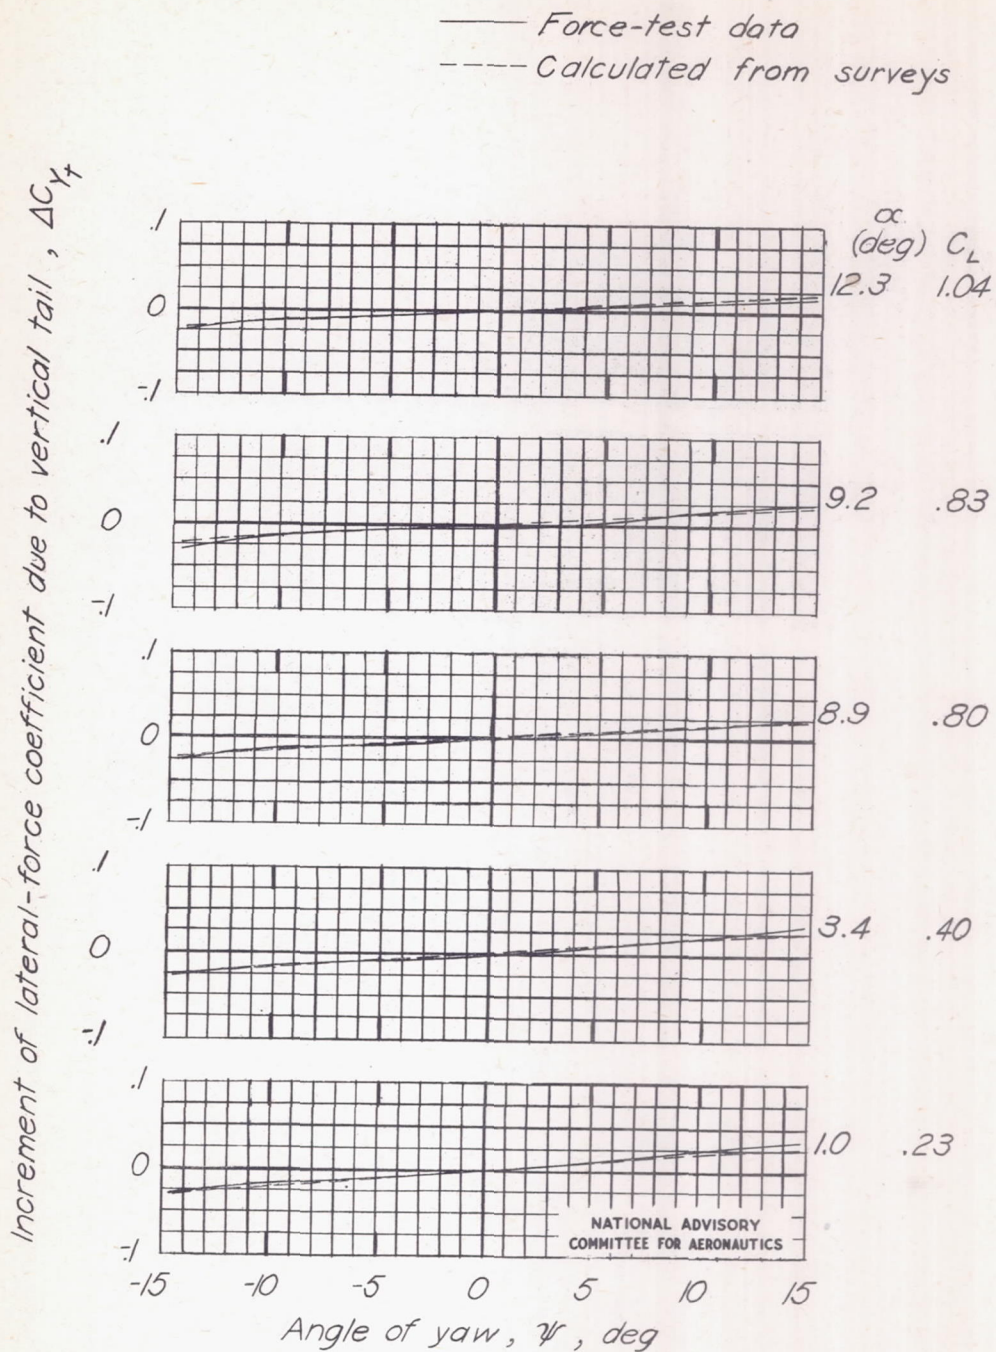 Force-test data
Calculated from surveys
Increment of lateral-force coefficient due to vertical tail, ΔC_Yt
α
(deg) C_L
.1
0
-.1
12.3 1.04
.1
0
-.1
9.2 .83
.1
0
-.1
8.9 .80
.1
0
-.1
3.4 .40
.1
0
-.1
1.0 .23
NATIONAL ADVISORY
COMMITTEE FOR AERONAUTICS
-15 -10 -5 0 5 10 15
Angle of yaw, ψ, deg